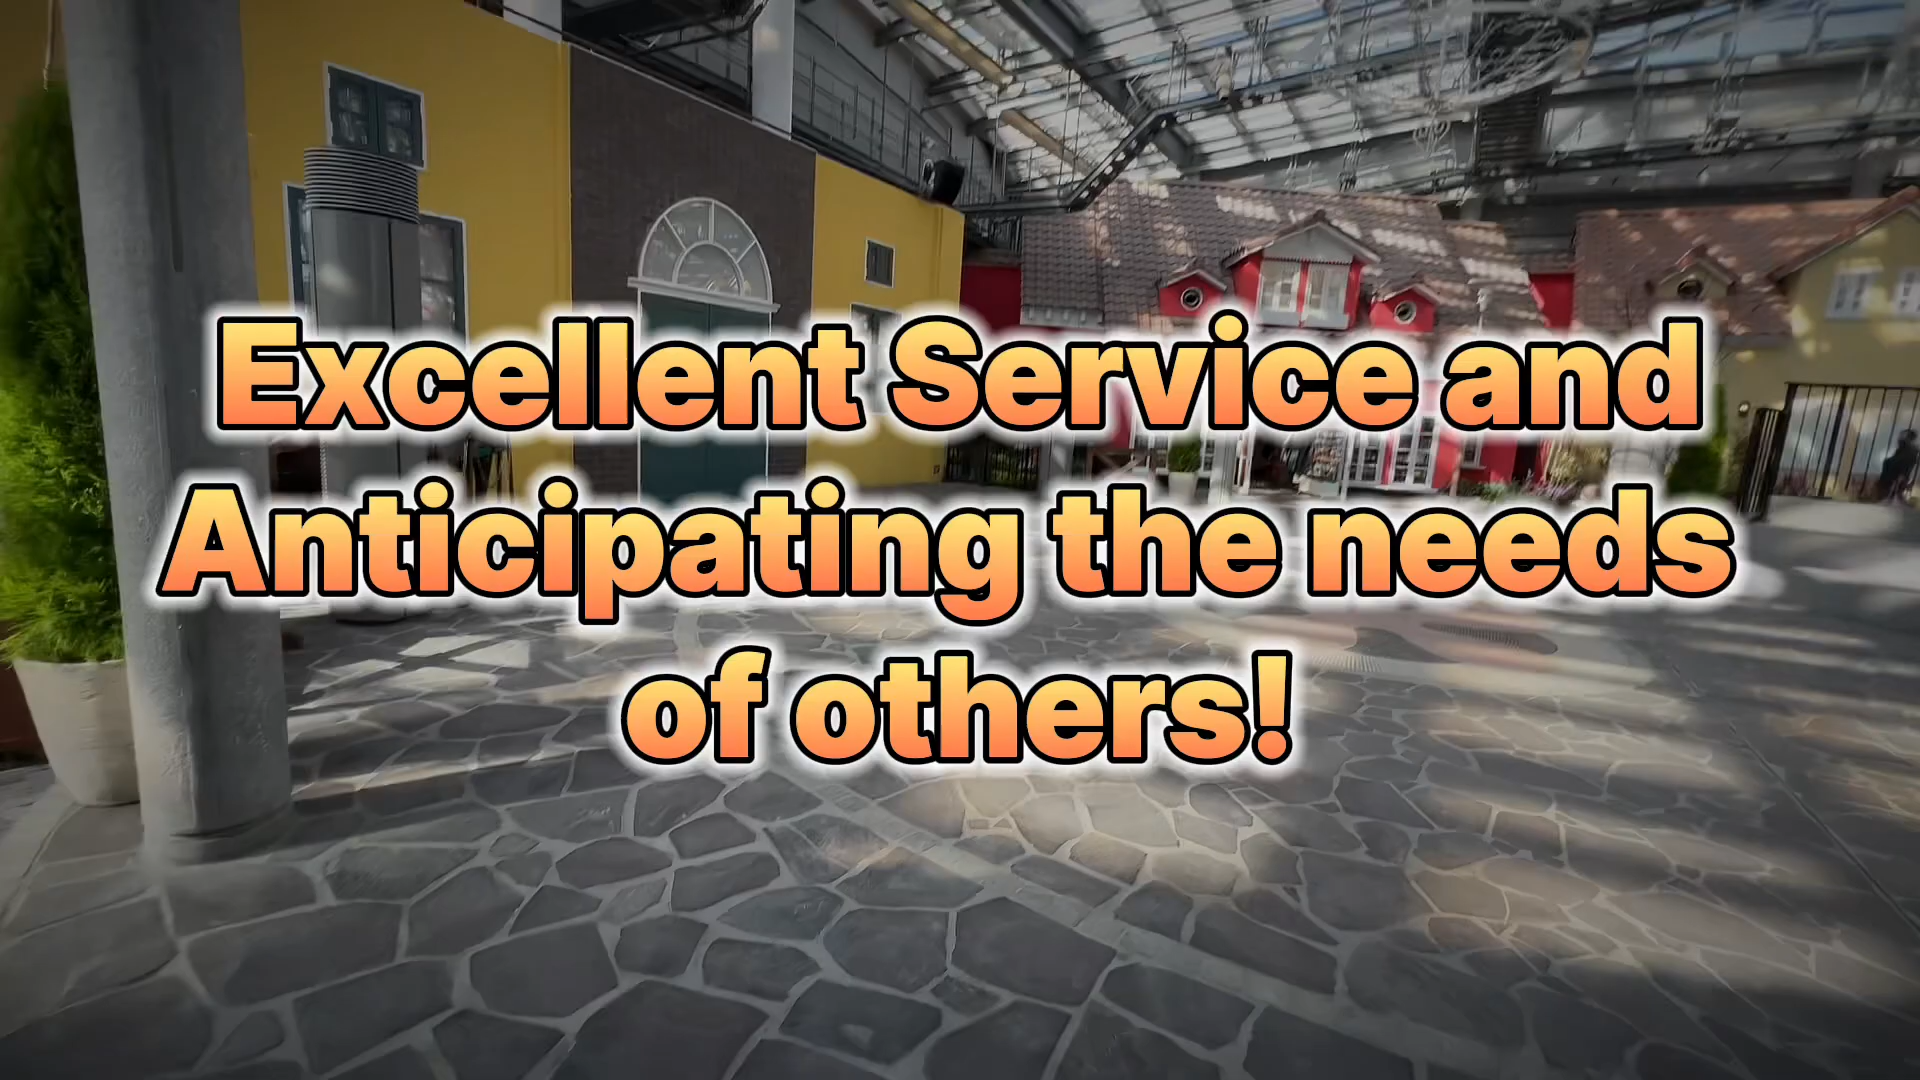 Excellent Service and
Anticipating the needs
of others!